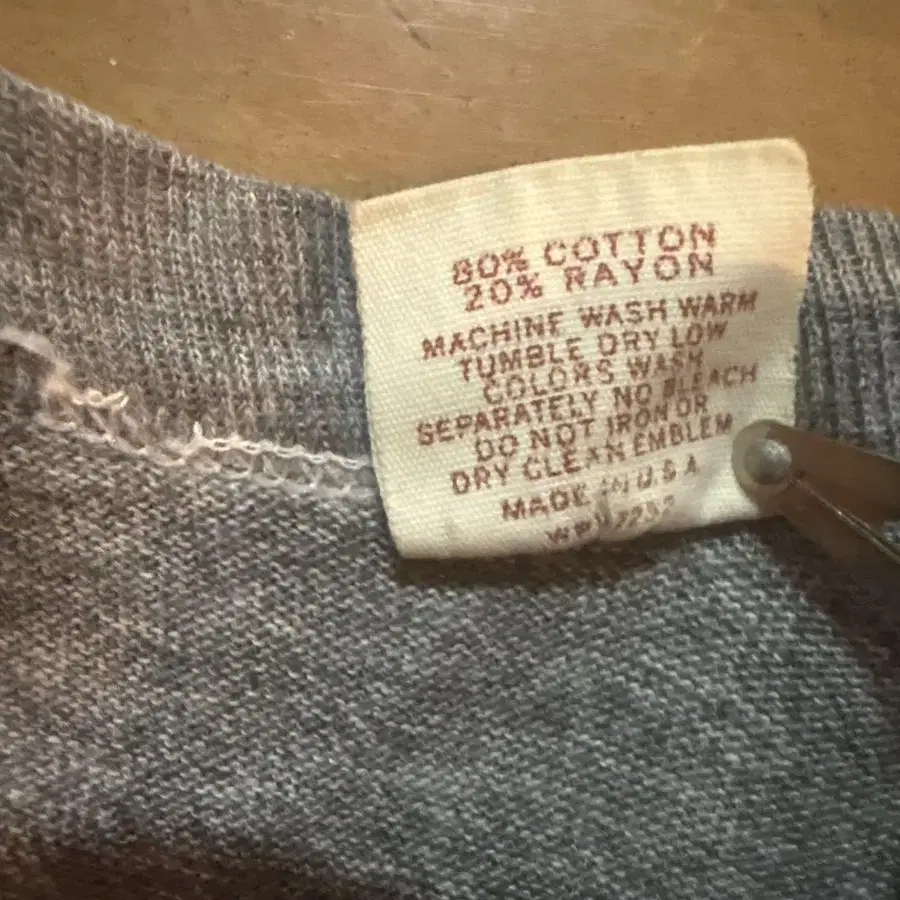 80% COTTON
20% RAYON
MACHINE WASH WARM
TUMBLE DRY LOW
COLORS WASH
SEPARATELY NO BLEACH
DO NOT IRON OR
DRY CLEAN EMBLEM
MADE IN U.S.A